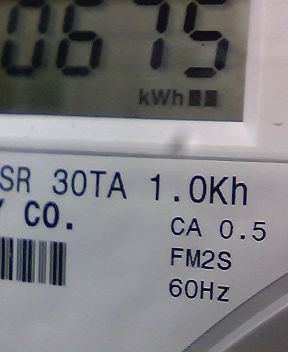 0675
kWh
SR 30TA 1.0Kh
Y CO.
CA 0.5
FM2S
60Hz